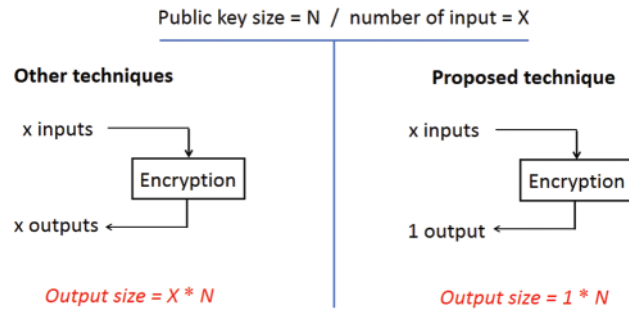 Public key size = N / number of input = X
Other techniques
x inputs
Encryption
x outputs
Output size = X * N
Proposed technique
x inputs
Encryption
1 output
Output size = 1 * N